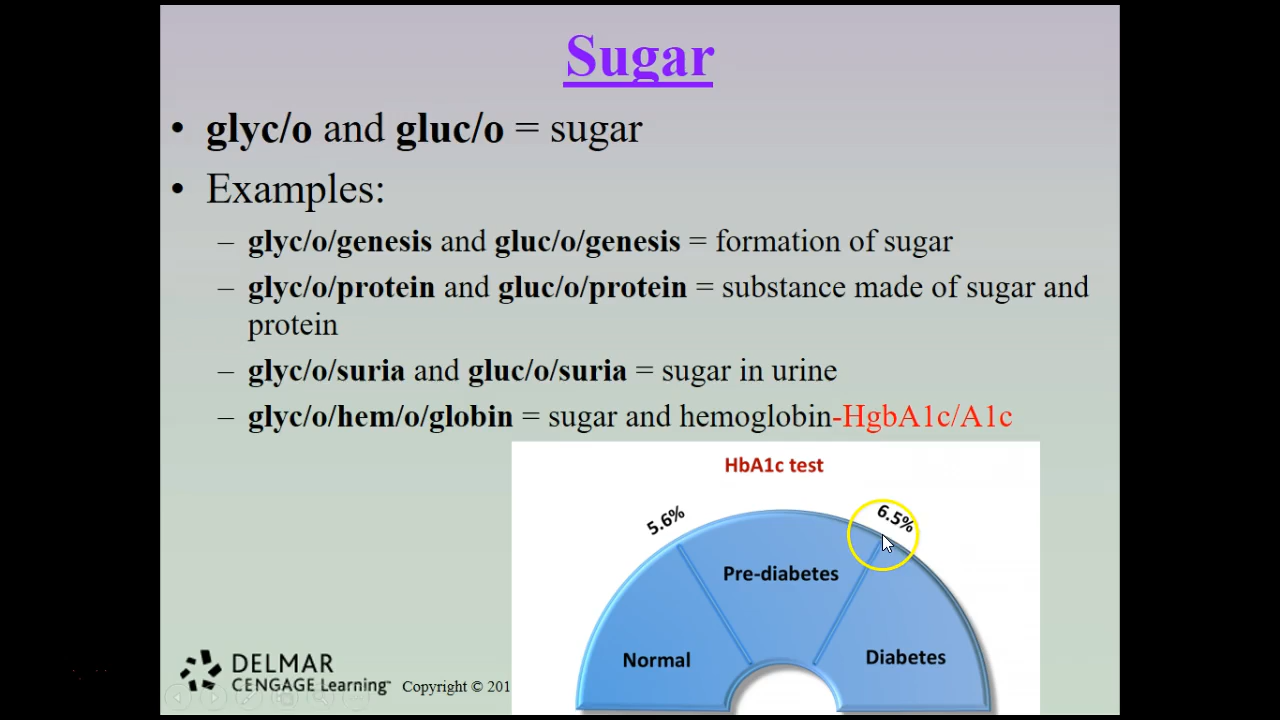 Sugar
• glyc/o and gluc/o = sugar
• Examples:
– glyc/o/genesis and gluc/o/genesis = formation of sugar
– glyc/o/protein and gluc/o/protein = substance made of sugar and
protein
– glyc/o/suria and gluc/o/suria = sugar in urine
– glyc/o/hem/o/globin = sugar and hemoglobin-HgbA1c/A1c
HbA1c test
5.6%
6.5%
Pre-diabetes
Normal
Diabetes
DELMAR
CENGAGE Learning™
Copyright © 201